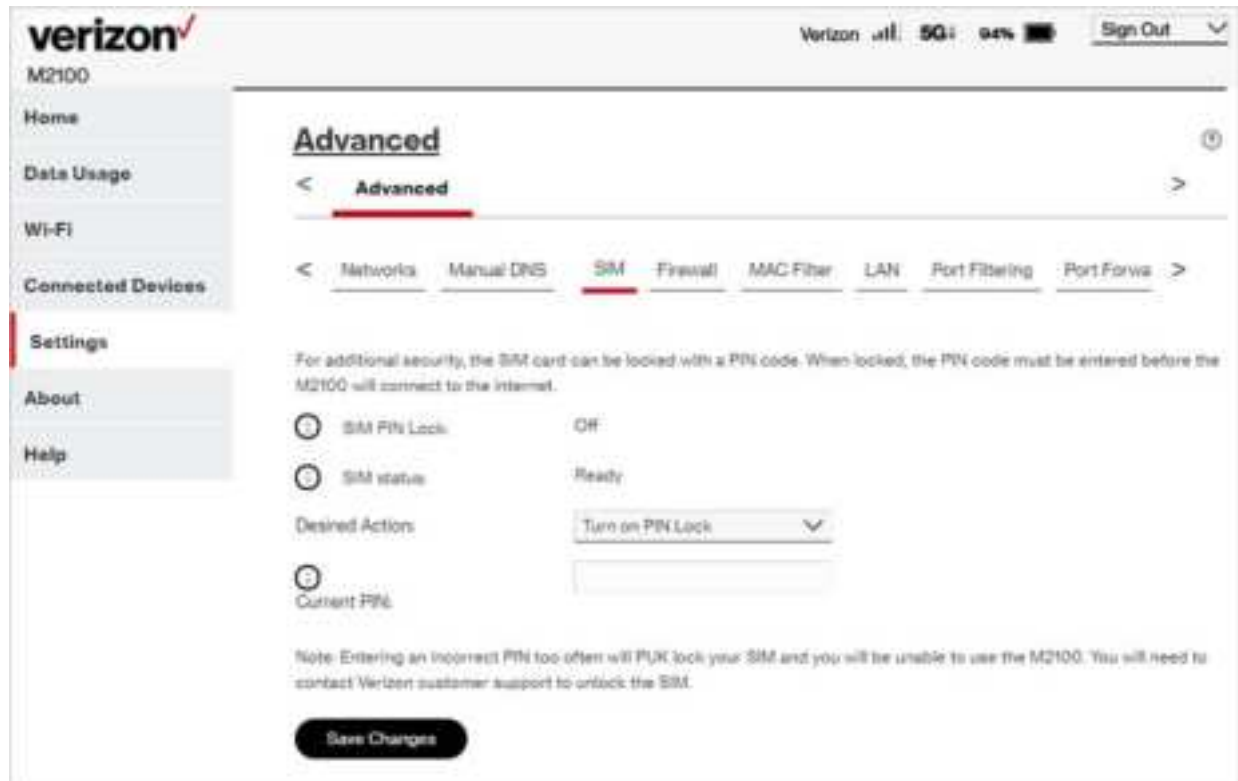 verizon
Verizon 5G 94% Sign Out
M2100
Home
Data Usage
Wi-Fi
Connected Devices
Settings
About
Help
Advanced
< Advanced >
< Networks Manual DNS SIM Firewall MAC Filter LAN Port Filtering Port Forwa >
For additional security, the SIM card can be locked with a PIN code. When locked, the PIN code must be entered before the
M2100 will connect to the internet.
SIM PIN Lock: Off
SIM status: Ready
Desired Action: Turn on PIN Lock
Current PIN:
Note: Entering an incorrect PIN too often will PUK lock your SIM and you will be unable to use the M2100. You will need to
contact Verizon customer support to unlock the SIM.
Save Changes